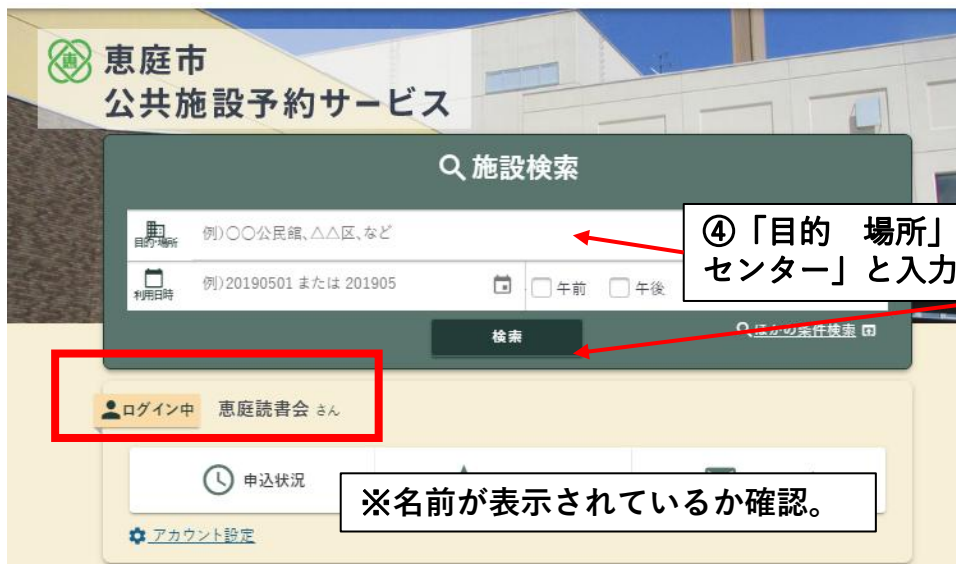 恵庭市
公共施設予約サービス
施設検索
目的・場所
例)〇〇公民館、△△区、など
④「目的　場所」
センター」と入力
利用日時
例)20190501 または 201905
午前
午後
検索
ほかの条件検索
ログイン中
恵庭読書会 さん
申込状況
※名前が表示されているか確認。
アカウント設定